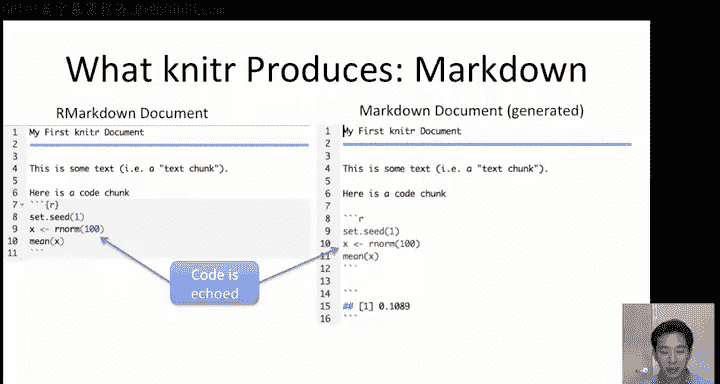 What knitr Produces: Markdown
RMarkdown Document
1 My First knitr Document
2
3
4 This is some text (i.e. a "text chunk").
5
6 Here is a code chunk
7 ```{r}
8 set.seed(1)
9 x <- rnorm(100)
10 mean(x)
11 ```
Code is
echoed
Markdown Document (generated)
1 My First knitr Document
2
3
4 This is some text (i.e. a "text chunk").
5
6 Here is a code chunk
7
8 ```r
9 set.seed(1)
10 x <- rnorm(100)
11 mean(x)
12 ```
13
14 ```
15 ## [1] 0.1089
16 ```